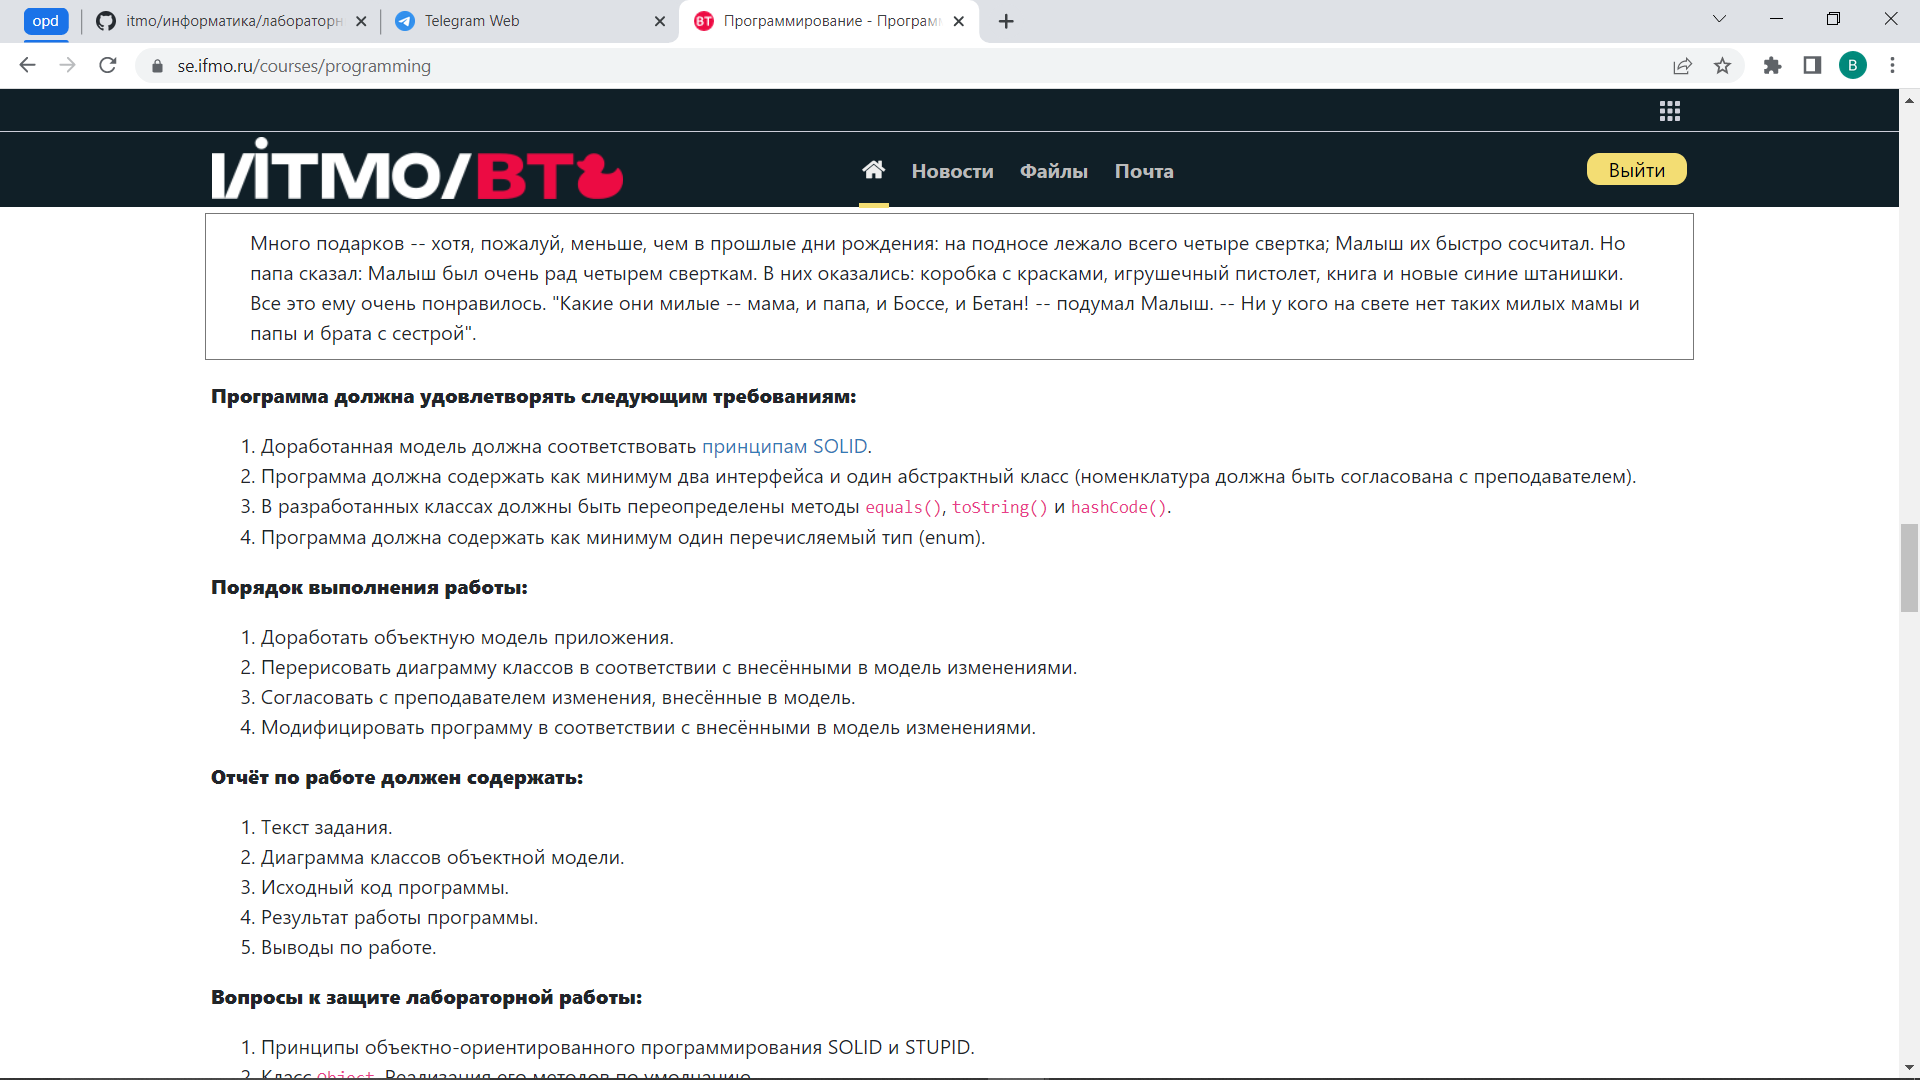 opd
itmo/информатика/лабораторн
Telegram Web
BT
Программирование - Програм
se.ifmo.ru/courses/programming
B
ИТМО/ВТ
Новости
Файлы
Почта
Выйти
Много подарков -- хотя, пожалуй, меньше, чем в прошлые дни рождения: на подносе лежало всего четыре свертка; Малыш их быстро сосчитал. Но
папа сказал: Малыш был очень рад четырем сверткам. В них оказались: коробка с красками, игрушечный пистолет, книга и новые синие штанишки.
Все это ему очень понравилось. "Какие они милые -- мама, и папа, и Боссе, и Бетан! -- подумал Малыш. -- Ни у кого на свете нет таких милых мамы и
папы и брата с сестрой".
Программа должна удовлетворять следующим требованиям:
1. Доработанная модель должна соответствовать принципам SOLID.
2. Программа должна содержать как минимум два интерфейса и один абстрактный класс (номенклатура должна быть согласована с преподавателем).
3. В разработанных классах должны быть переопределены методы equals(), toString() и hashCode().
4. Программа должна содержать как минимум один перечисляемый тип (enum).
Порядок выполнения работы:
1. Доработать объектную модель приложения.
2. Перерисовать диаграмму классов в соответствии с внесёнными в модель изменениями.
3. Согласовать с преподавателем изменения, внесённые в модель.
4. Модифицировать программу в соответствии с внесёнными в модель изменениями.
Отчёт по работе должен содержать:
1. Текст задания.
2. Диаграмма классов объектной модели.
3. Исходный код программы.
4. Результат работы программы.
5. Выводы по работе.
Вопросы к защите лабораторной работы:
1. Принципы объектно-ориентированного программирования SOLID и STUPID.
2. Класс Object. Реализация его методов по умолчанию.